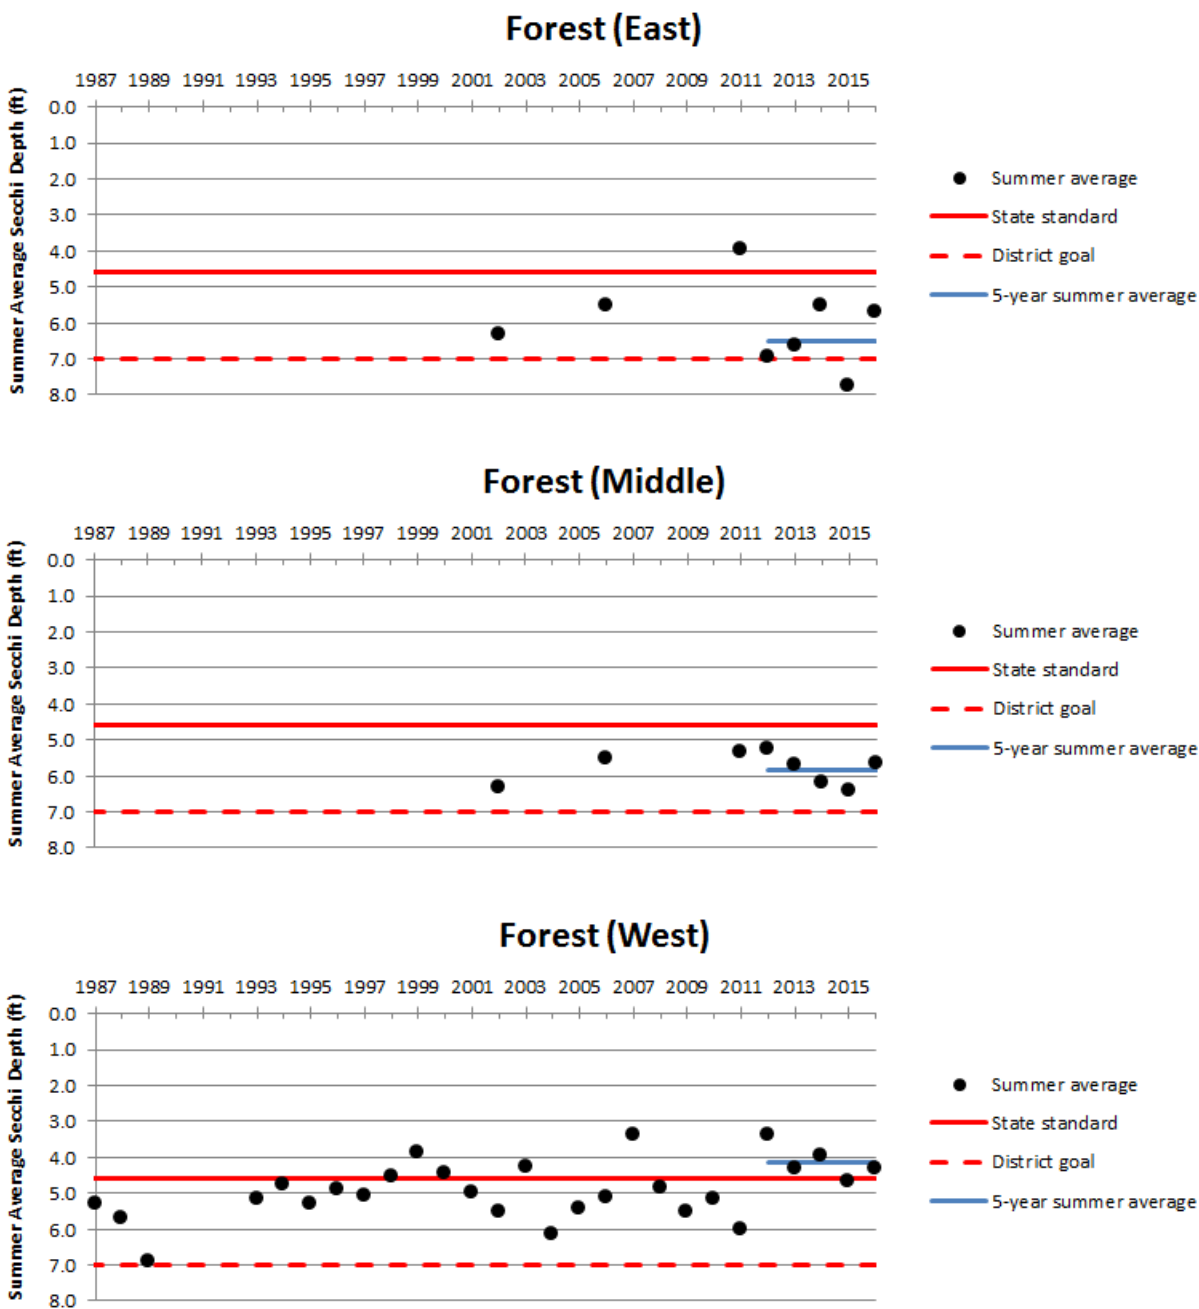 Forest (East)
1987 1989 1991 1993 1995 1997 1999 2001 2003 2005 2007 2009 2011 2013 2015
Summer Average Secchi Depth (ft)
0.0
1.0
2.0
3.0
4.0
5.0
6.0
7.0
8.0
Summer average
State standard
District goal
5-year summer average
Forest (Middle)
1987 1989 1991 1993 1995 1997 1999 2001 2003 2005 2007 2009 2011 2013 2015
Summer Average Secchi Depth (ft)
0.0
1.0
2.0
3.0
4.0
5.0
6.0
7.0
8.0
Summer average
State standard
District goal
5-year summer average
Forest (West)
1987 1989 1991 1993 1995 1997 1999 2001 2003 2005 2007 2009 2011 2013 2015
Summer Average Secchi Depth (ft)
0.0
1.0
2.0
3.0
4.0
5.0
6.0
7.0
8.0
Summer average
State standard
District goal
5-year summer average